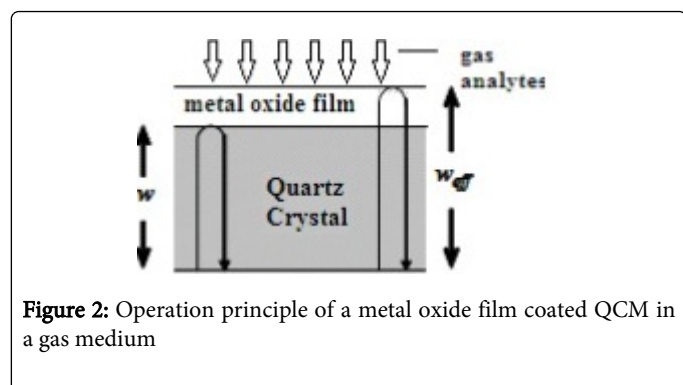 gas
analytes
metal oxide film
w
Quartz
Crystal
w_eff
Figure 2: Operation principle of a metal oxide film coated QCM in
a gas medium